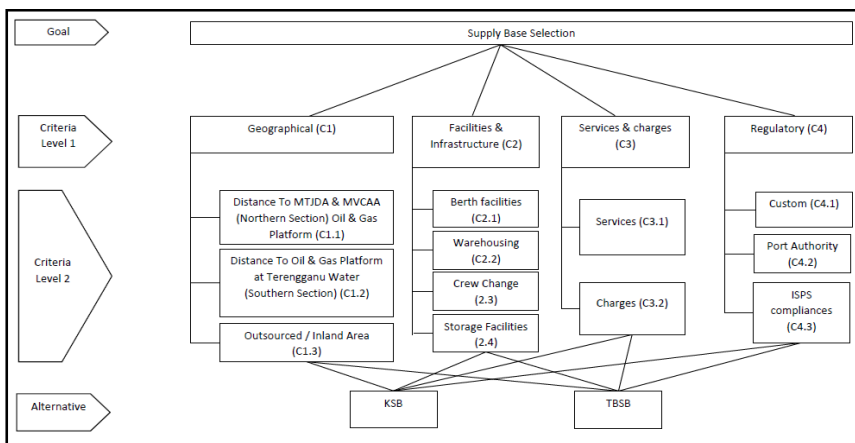 Goal
Supply Base Selection
Criteria
Level 1
Geographical (C1)
Facilities &
Infrastructure (C2)
Services & charges
(C3)
Regulatory (C4)
Criteria
Level 2
Distance To MTJDA & MVCAA
(Northern Section) Oil & Gas
Platform (C1.1)
Distance To Oil & Gas Platform
at Terengganu Water
(Southern Section) (C1.2)
Outsourced / Inland Area
(C1.3)
Berth facilities
(C2.1)
Warehousing
(C2.2)
Crew Change
(2.3)
Storage Facilities
(2.4)
Services (C3.1)
Charges (C3.2)
Custom (C4.1)
Port Authority
(C4.2)
ISPS
compliances
(C4.3)
Alternative
KSB
TBSB